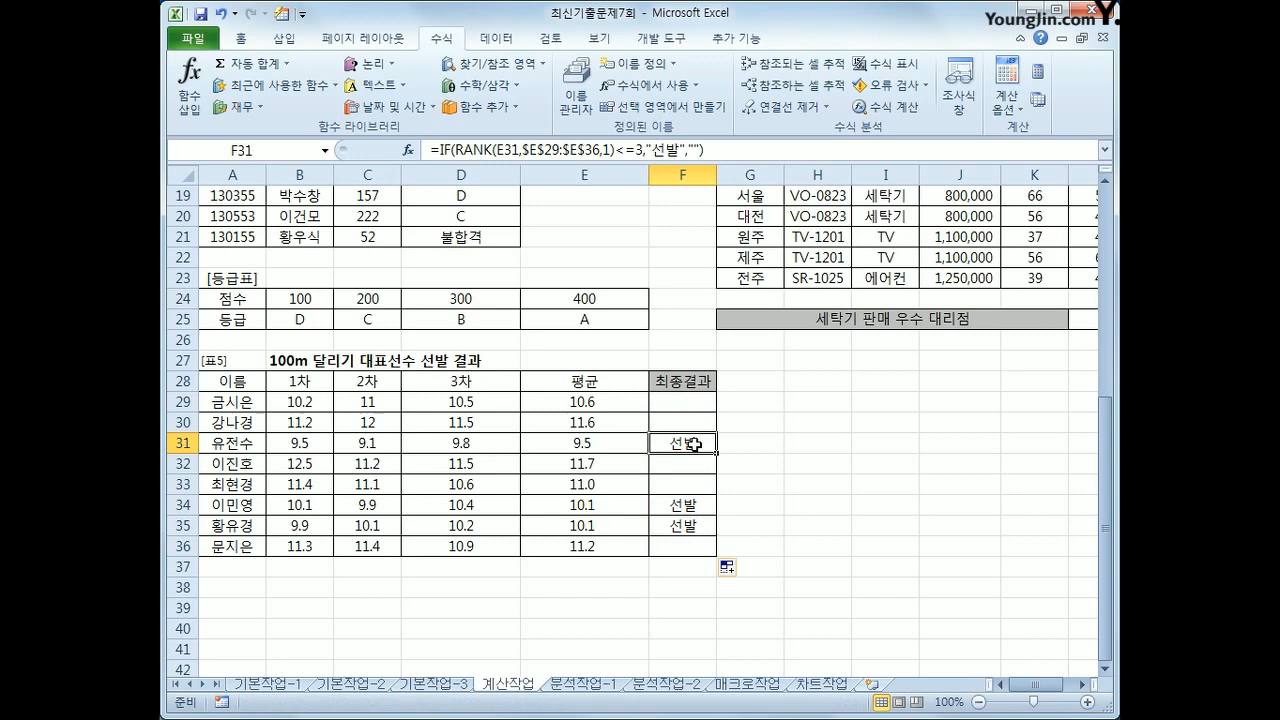 최신기출문제7회 - Microsoft Excel
YoungJin.com Y.
파일 홈 삽입 페이지 레이아웃 수식 데이터 검토 보기 개발 도구 추가 기능
fx 함수 삽입
Σ 자동 합계 논리 찾기/참조 영역
최근에 사용한 함수 텍스트 수학/삼각
재무 날짜 및 시간 함수 추가
함수 라이브러리
이름 관리자
이름 정의
수식에서 사용
선택 영역에서 만들기
정의된 이름
참조되는 셀 추적 수식 표시
참조하는 셀 추적 오류 검사
연결선 제거 수식 계산
수식 분석
조사식 창
계산 옵션
계산
F31 fx =IF(RANK(E31,$E$29:$E$36,1)<=3,"선발","")
A B C D E F G H I J K
19 130355 박수창 157 D 서울 VO-0823 세탁기 800,000 66
20 130553 이건모 222 C 대전 VO-0823 세탁기 800,000 56
21 130155 황우식 52 불합격 원주 TV-1201 TV 1,100,000 37
22 제주 TV-1201 TV 1,100,000 56
23 [등급표] 전주 SR-1025 에어컨 1,250,000 39
24 점수 100 200 300 400
25 등급 D C B A 세탁기 판매 우수 대리점
26
27 [표5] 100m 달리기 대표선수 선발 결과
28 이름 1차 2차 3차 평균 최종결과
29 금시은 10.2 11 10.5 10.6
30 강나경 11.2 12 11.5 11.6
31 유전수 9.5 9.1 9.8 9.5 선발
32 이진호 12.5 11.2 11.5 11.7
33 최현경 11.4 11.1 10.6 11.0
34 이민영 10.1 9.9 10.4 10.1 선발
35 황유경 9.9 10.1 10.2 10.1 선발
36 문지은 11.3 11.4 10.9 11.2
37
38
39
40
41
42
기본작업-1 기본작업-2 기본작업-3 계산작업 분석작업-1 분석작업-2 매크로작업 차트작업
준비 100%